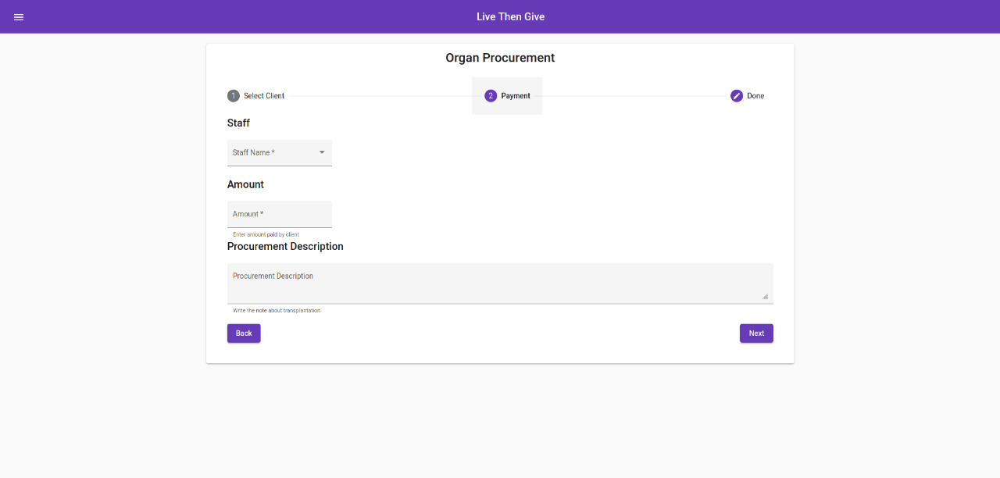 Live Then Give
Organ Procurement
1 Select Client
2 Payment
Done
Staff
Staff Name *
Amount
Amount *
Enter amount paid by client
Procurement Description
Procurement Description
Write the note about transplantation
Back
Next